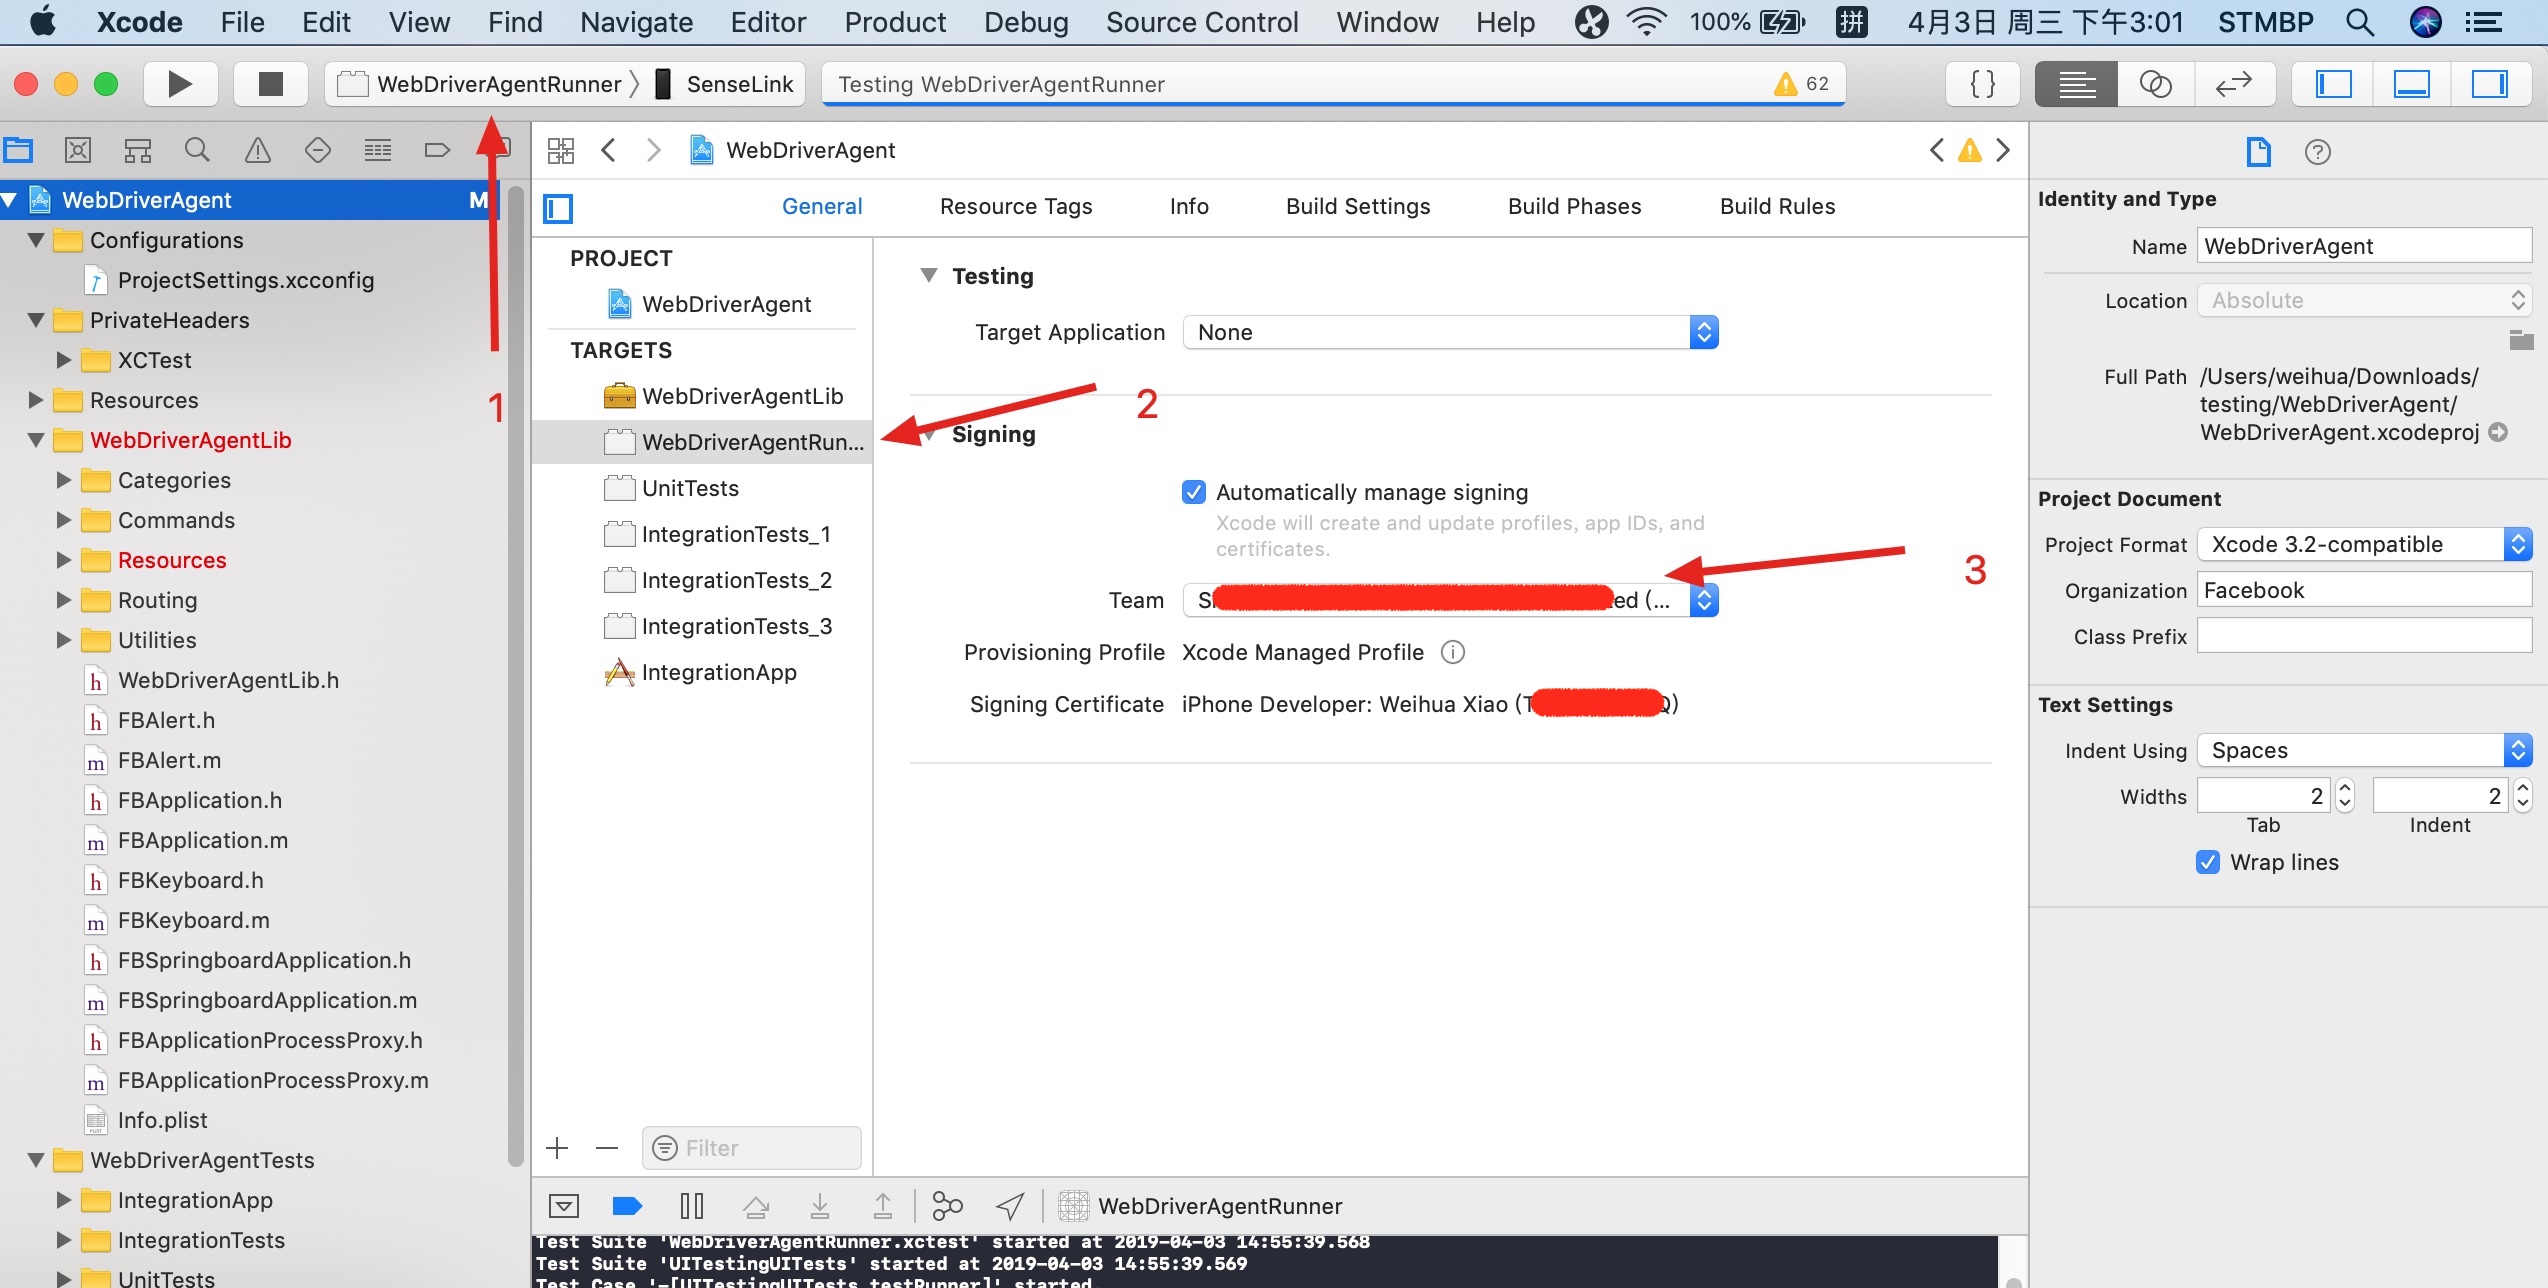 Xcode File Edit View Find Navigate Editor Product Debug Source Control Window Help 100% 拼 4月3日 周三 下午3:01 STMBP
WebDriverAgentRunner SenseLink Testing WebDriverAgentRunner 62
WebDriverAgent M
Configurations
ProjectSettings.xcconfig
PrivateHeaders
XCTest
Resources
WebDriverAgentLib
Categories
Commands
Resources
Routing
Utilities
WebDriverAgentLib.h
FBAlert.h
FBAlert.m
FBApplication.h
FBApplication.m
FBKeyboard.h
FBKeyboard.m
FBSpringboardApplication.h
FBSpringboardApplication.m
FBApplicationProcessProxy.h
FBApplicationProcessProxy.m
Info.plist
WebDriverAgentTests
IntegrationApp
IntegrationTests
UnitTests
1
WebDriverAgent
General Resource Tags Info Build Settings Build Phases Build Rules
PROJECT
WebDriverAgent
TARGETS
WebDriverAgentLib
WebDriverAgentRun...
UnitTests
IntegrationTests_1
IntegrationTests_2
IntegrationTests_3
IntegrationApp
Filter
Testing
Target Application None
2
Signing
Automatically manage signing
Xcode will create and update profiles, app IDs, and
certificates.
3
Team S ed (...
Provisioning Profile Xcode Managed Profile
Signing Certificate iPhone Developer: Weihua Xiao (T Q)
WebDriverAgentRunner
Test Suite 'WebDriverAgentRunner.xctest' started at 2019-04-03 14:55:39.568
Test Suite 'UITestingUITests' started at 2019-04-03 14:55:39.569
Test Case '-[UITestingUITests testRunner]' started.
Identity and Type
Name WebDriverAgent
Location Absolute
Full Path /Users/weihua/Downloads/
testing/WebDriverAgent/
WebDriverAgent.xcodeproj
Project Document
Project Format Xcode 3.2-compatible
Organization Facebook
Class Prefix
Text Settings
Indent Using Spaces
Widths 2 2
Tab Indent
Wrap lines